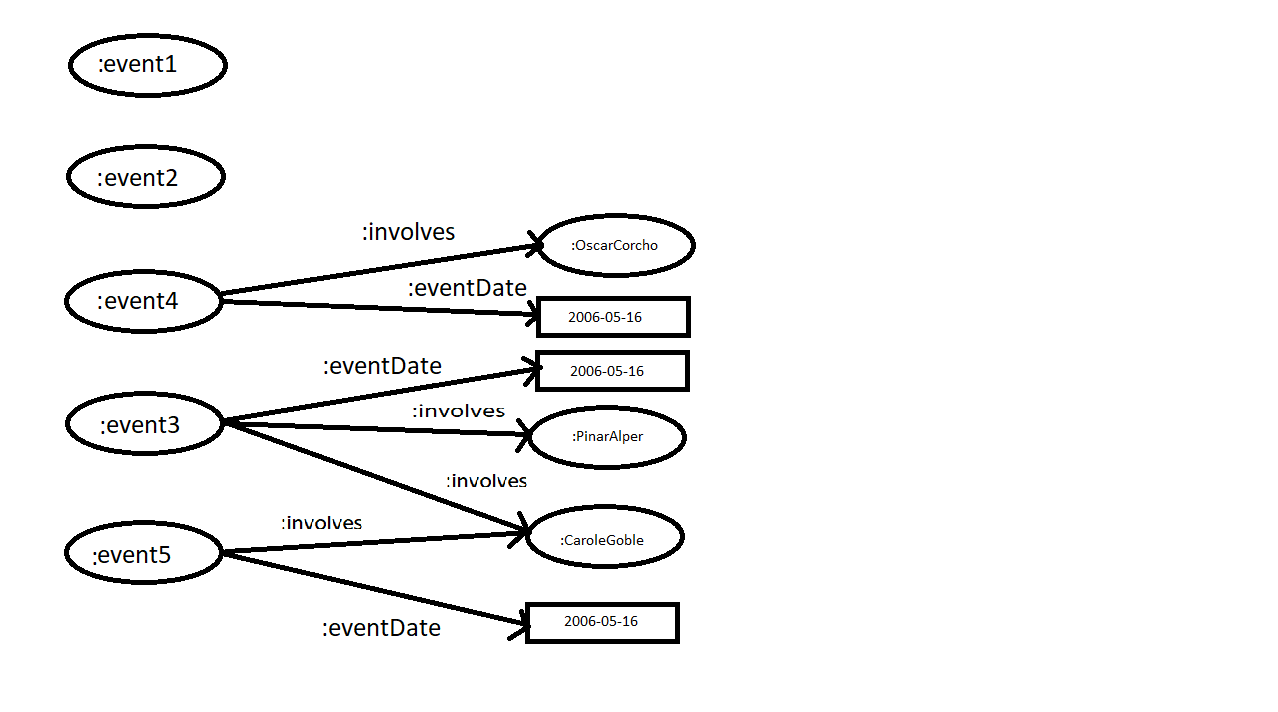 :event1
:event2
:involves
:OscarCorcho
:eventDate
:event4
2006-05-16
:eventDate
2006-05-16
:involves
:event3
:PinarAlper
:involves
:involves
:CaroleGoble
:event5
2006-05-16
:eventDate